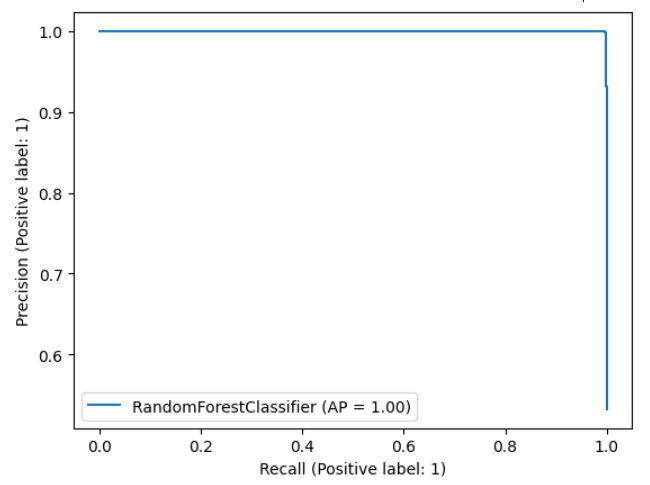 1.0
0.9
0.8
0.7
0.6
Precision (Positive label: 1)
RandomForestClassifier (AP = 1.00)
0.0 0.2 0.4 0.6 0.8 1.0
Recall (Positive label: 1)